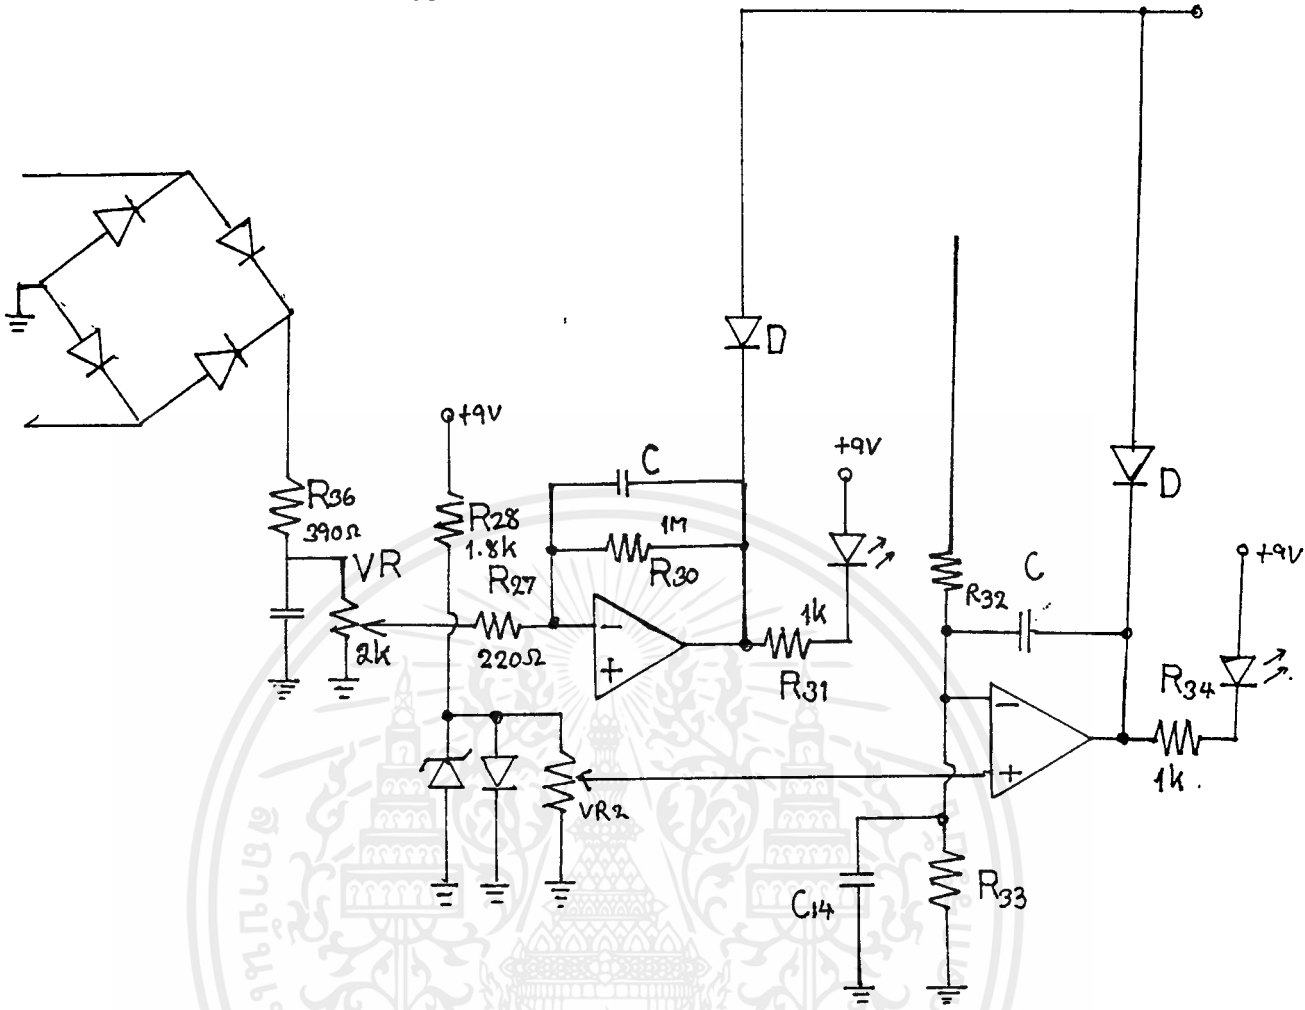 D
D
+9V
C
+9V
R36
390Ω
R28
1.8k
1M
R30
VR
R27
C
+9V
R32
1k
2k
220Ω
−
+
R31
R34
−
+
1k.
VR2
C14
R33